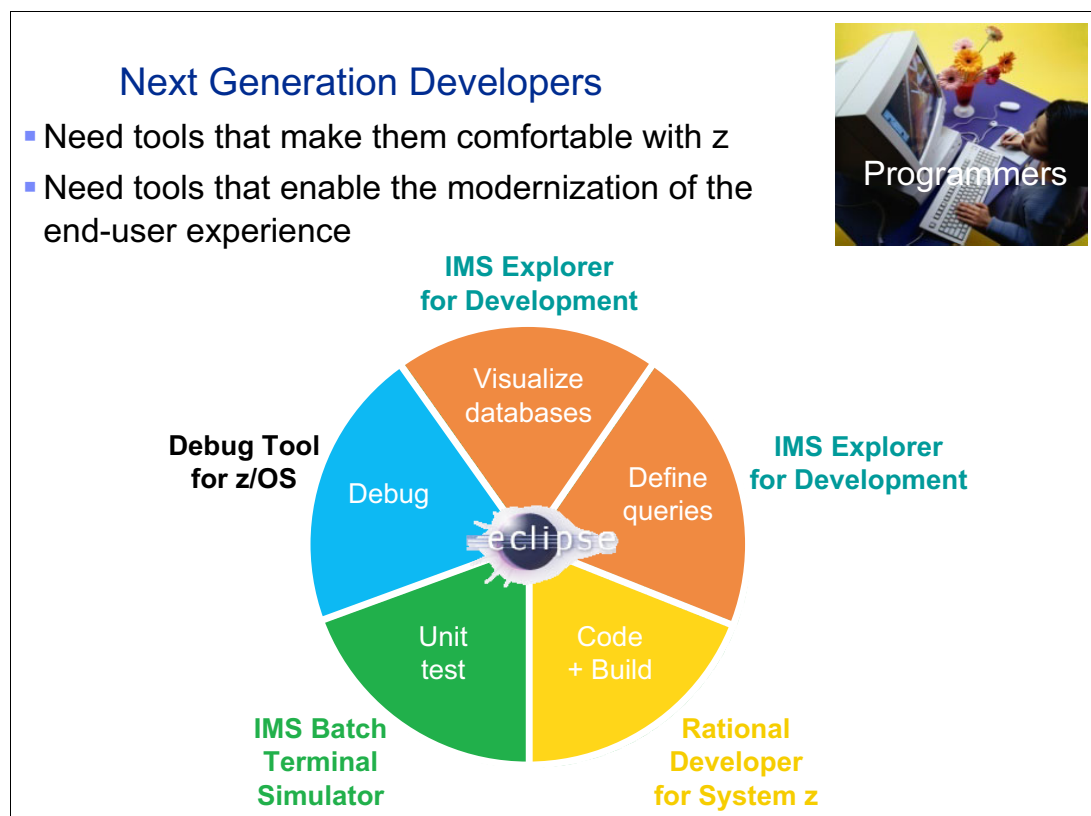 Next Generation Developers
Programmers
Need tools that make them comfortable with z
Need tools that enable the modernization of the
end-user experience
IMS Explorer
for Development
Visualize
databases
Debug Tool
for z/OS
Debug
Define
queries
IMS Explorer
for Development
eclipse
Unit
test
Code
+ Build
IMS Batch
Terminal
Simulator
Rational
Developer
for System z